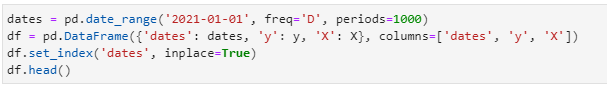 dates = pd.date_range('2021-01-01', freq='D', periods=1000)
df = pd.DataFrame({'dates': dates, 'y': y, 'X': X}, columns=['dates', 'y', 'X'])
df.set_index('dates', inplace=True)
df.head()